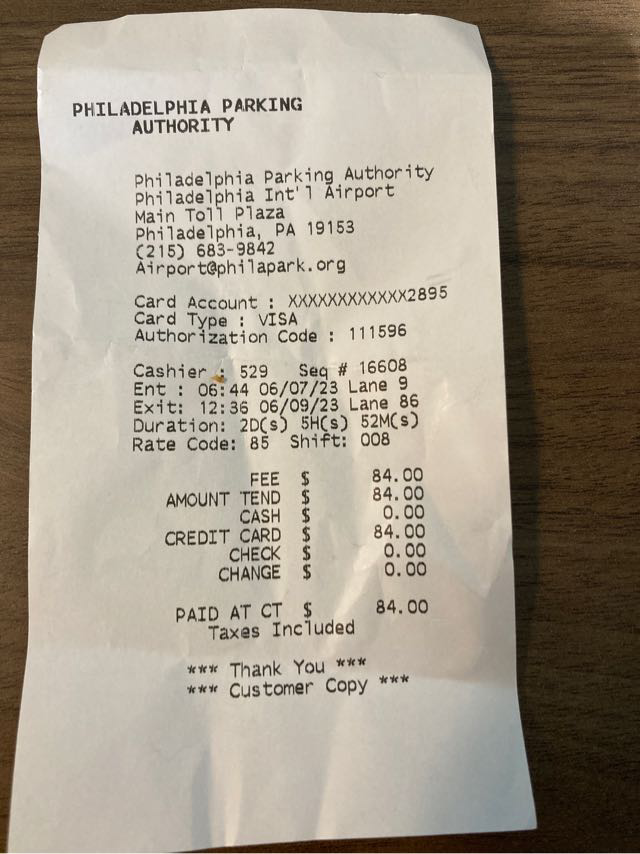 PHILADELPHIA PARKING
AUTHORITY
Philadelphia Parking Authority
Philadelphia Int'l Airport
Main Toll Plaza
Philadelphia, PA 19153
(215) 683-9842
Airport@philapark.org
Card Account : XXXXXXXXXXXX2895
Card Type : VISA
Authorization Code : 111596
Cashier : 529 Seq # 16608
Ent : 06:44 06/07/23 Lane 9
Exit: 12:36 06/09/23 Lane 86
Duration: 2D(s) 5H(s) 52M(s)
Rate Code: 85 Shift: 008
FEE $ 84.00
AMOUNT TEND $ 84.00
CASH $ 0.00
CREDIT CARD $ 84.00
CHECK $ 0.00
CHANGE $ 0.00
PAID AT CT $ 84.00
Taxes Included
*** Thank You ***
*** Customer Copy ***